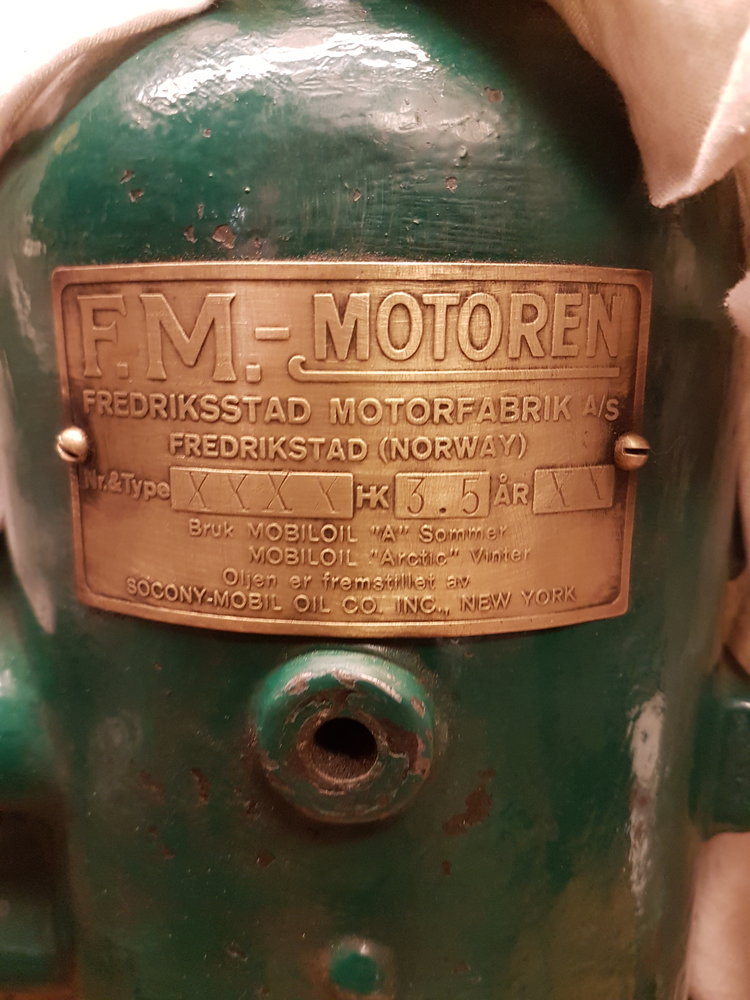 F.M.-MOTOREN
FREDRIKSSTAD MOTORFABRIK A/S
FREDRIKSTAD (NORWAY)
Nr.&Type XXXX HK 3.5 ÅR XX
Bruk MOBILOIL "A" Sommer
MOBILOIL "Arctic" Vinter
Oljen er fremstillet av
SOCONY-MOBIL OIL CO. INC., NEW YORK